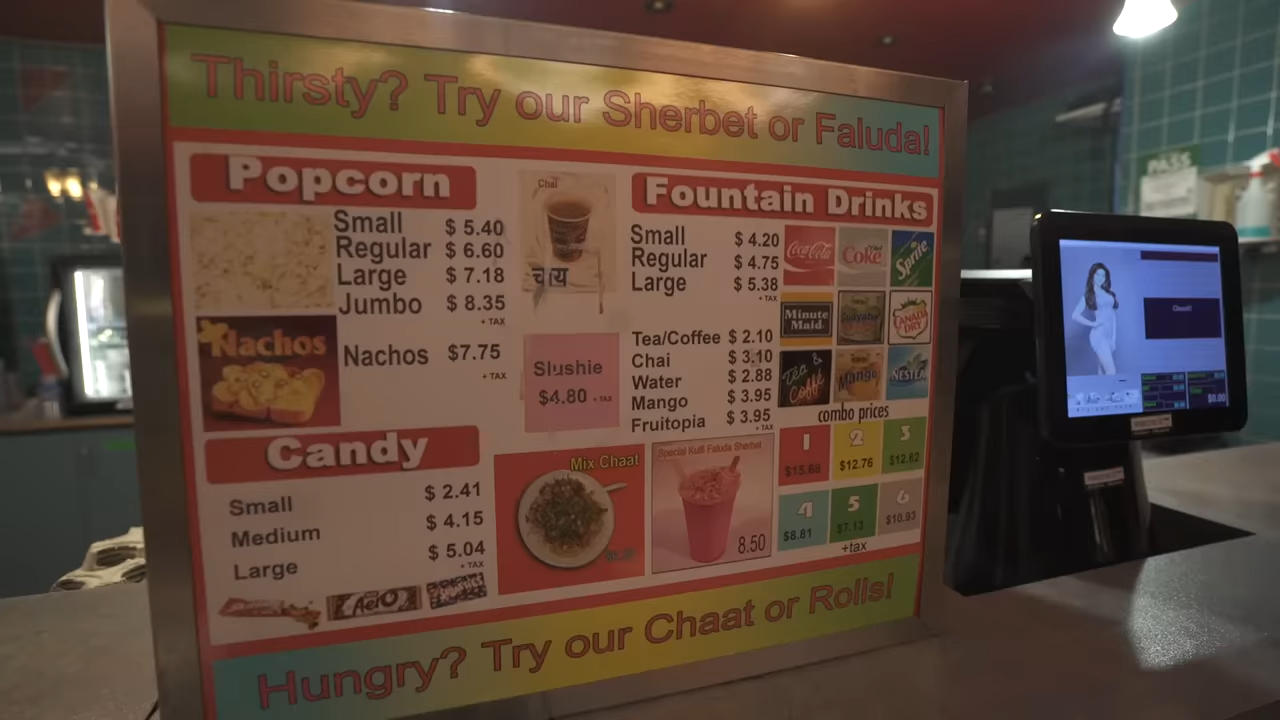 Thirsty? Try our Sherbet or Faluda!
Popcorn
Small $ 5.40
Regular $ 6.60
Large $ 7.18
Jumbo $ 8.35
+ TAX
Nachos
Nachos $7.75
+ TAX
Candy
Small $ 2.41
Medium $ 4.15
Large $ 5.04
+ TAX
AERO
Chai
चाय
Slushie
$4.80 + TAX
Mix Chaat
Fountain Drinks
Small $ 4.20
Regular $ 4.75
Large $ 5.38
+ TAX
Coca-Cola
Diet Coke
Sprite
Minute Maid
CANADA DRY
Tea & Coffe
Mango
NESTEA
Tea/Coffee $ 2.10
Chai $ 3.10
Water $ 2.88
Mango $ 3.95
Fruitopia $ 3.95
+ TAX
Special Kulfi Faluda Sherbet
8.50
combo prices
1 $15.68
2 $12.76
3 $12.62
4 $8.81
5 $7.13
6 $10.93
+tax
Hungry? Try our Chaat or Rolls!
PASS
$0.00